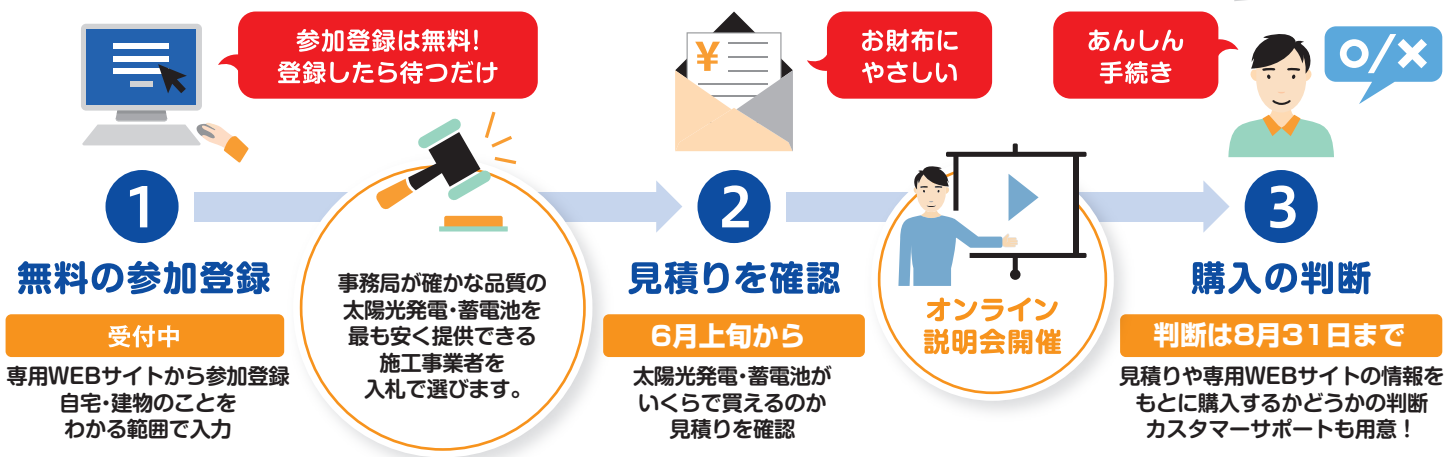 参加登録は無料!
登録したら待つだけ
1
無料の参加登録
受付中
専用WEBサイトから参加登録
自宅・建物のことを
わかる範囲で入力
事務局が確かな品質の
太陽光発電・蓄電池を
最も安く提供できる
施工事業者を
入札で選びます。
¥
お財布に
やさしい
2
見積りを確認
6月上旬から
太陽光発電・蓄電池が
いくらで買えるのか
見積りを確認
オンライン
説明会開催
あんしん
手続き
○/×
3
購入の判断
判断は8月31日まで
見積りや専用WEBサイトの情報を
もとに購入するかどうかの判断
カスタマーサポートも用意!